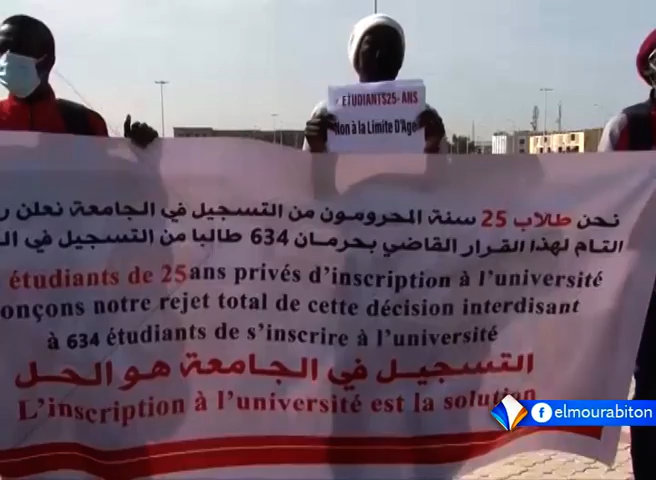 ETUDIANTS25- ANS
Non à la Limite D'Age
نحن طلاب 25 سنة المحرومون من التسجيل في الجامعة نعلن
التام لهذا القرار القاضي بحرمان 634 طالبا من التسجيل في
étudiants de 25ans privés d'inscription à l'université
onçons notre rejet total de cette décision interdisant
à 634 étudiants de s'inscrire à l'université
التسجيل في الجامعة هو الحل
L'inscription à l'université est la solution
elmourabiton